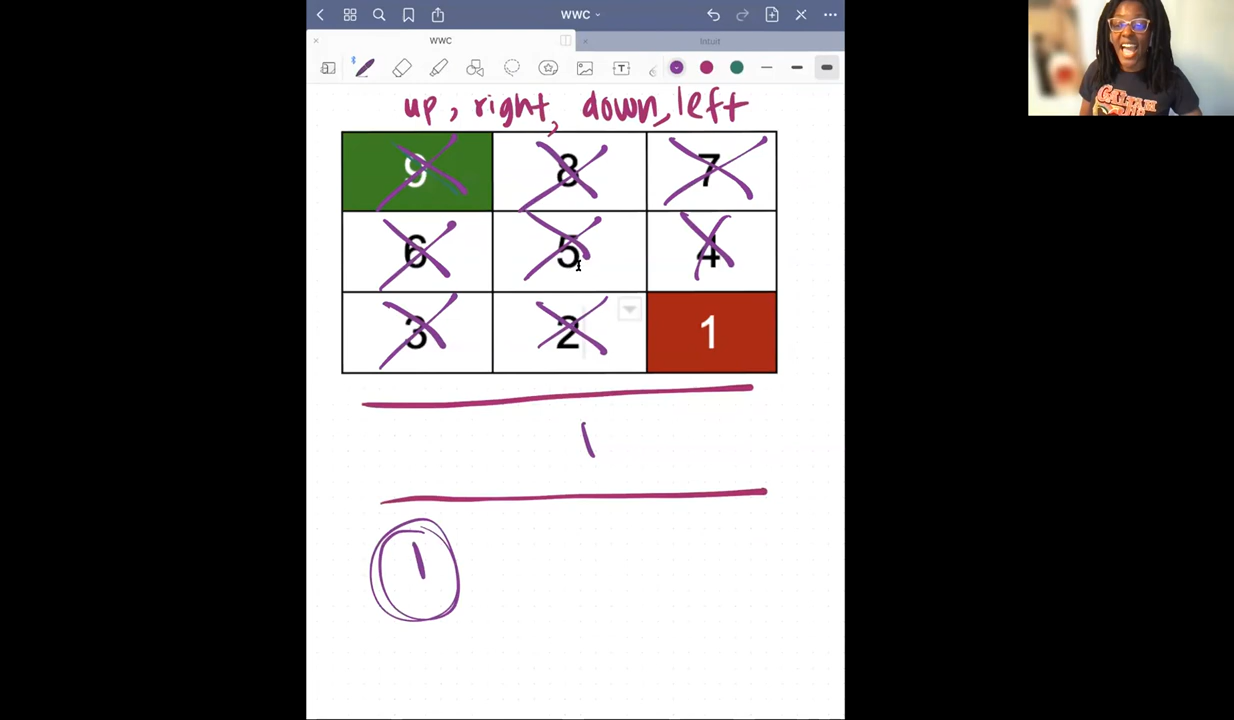 WWC
WWC
Intuit
T
up, right, down, left
9 8 7
6 5 4
3 2 1
1
1